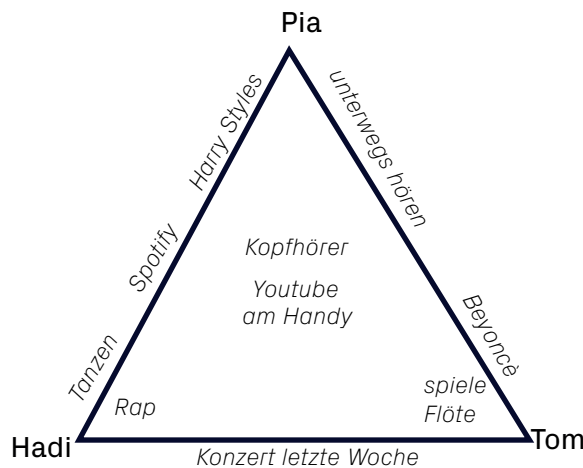 Pia
Harry Styles
unterwegs hören
Spotify
Kopfhörer
Youtube
am Handy
Beyoncè
Tanzen
Rap
spiele
Flöte
Hadi
Tom
Konzert letzte Woche